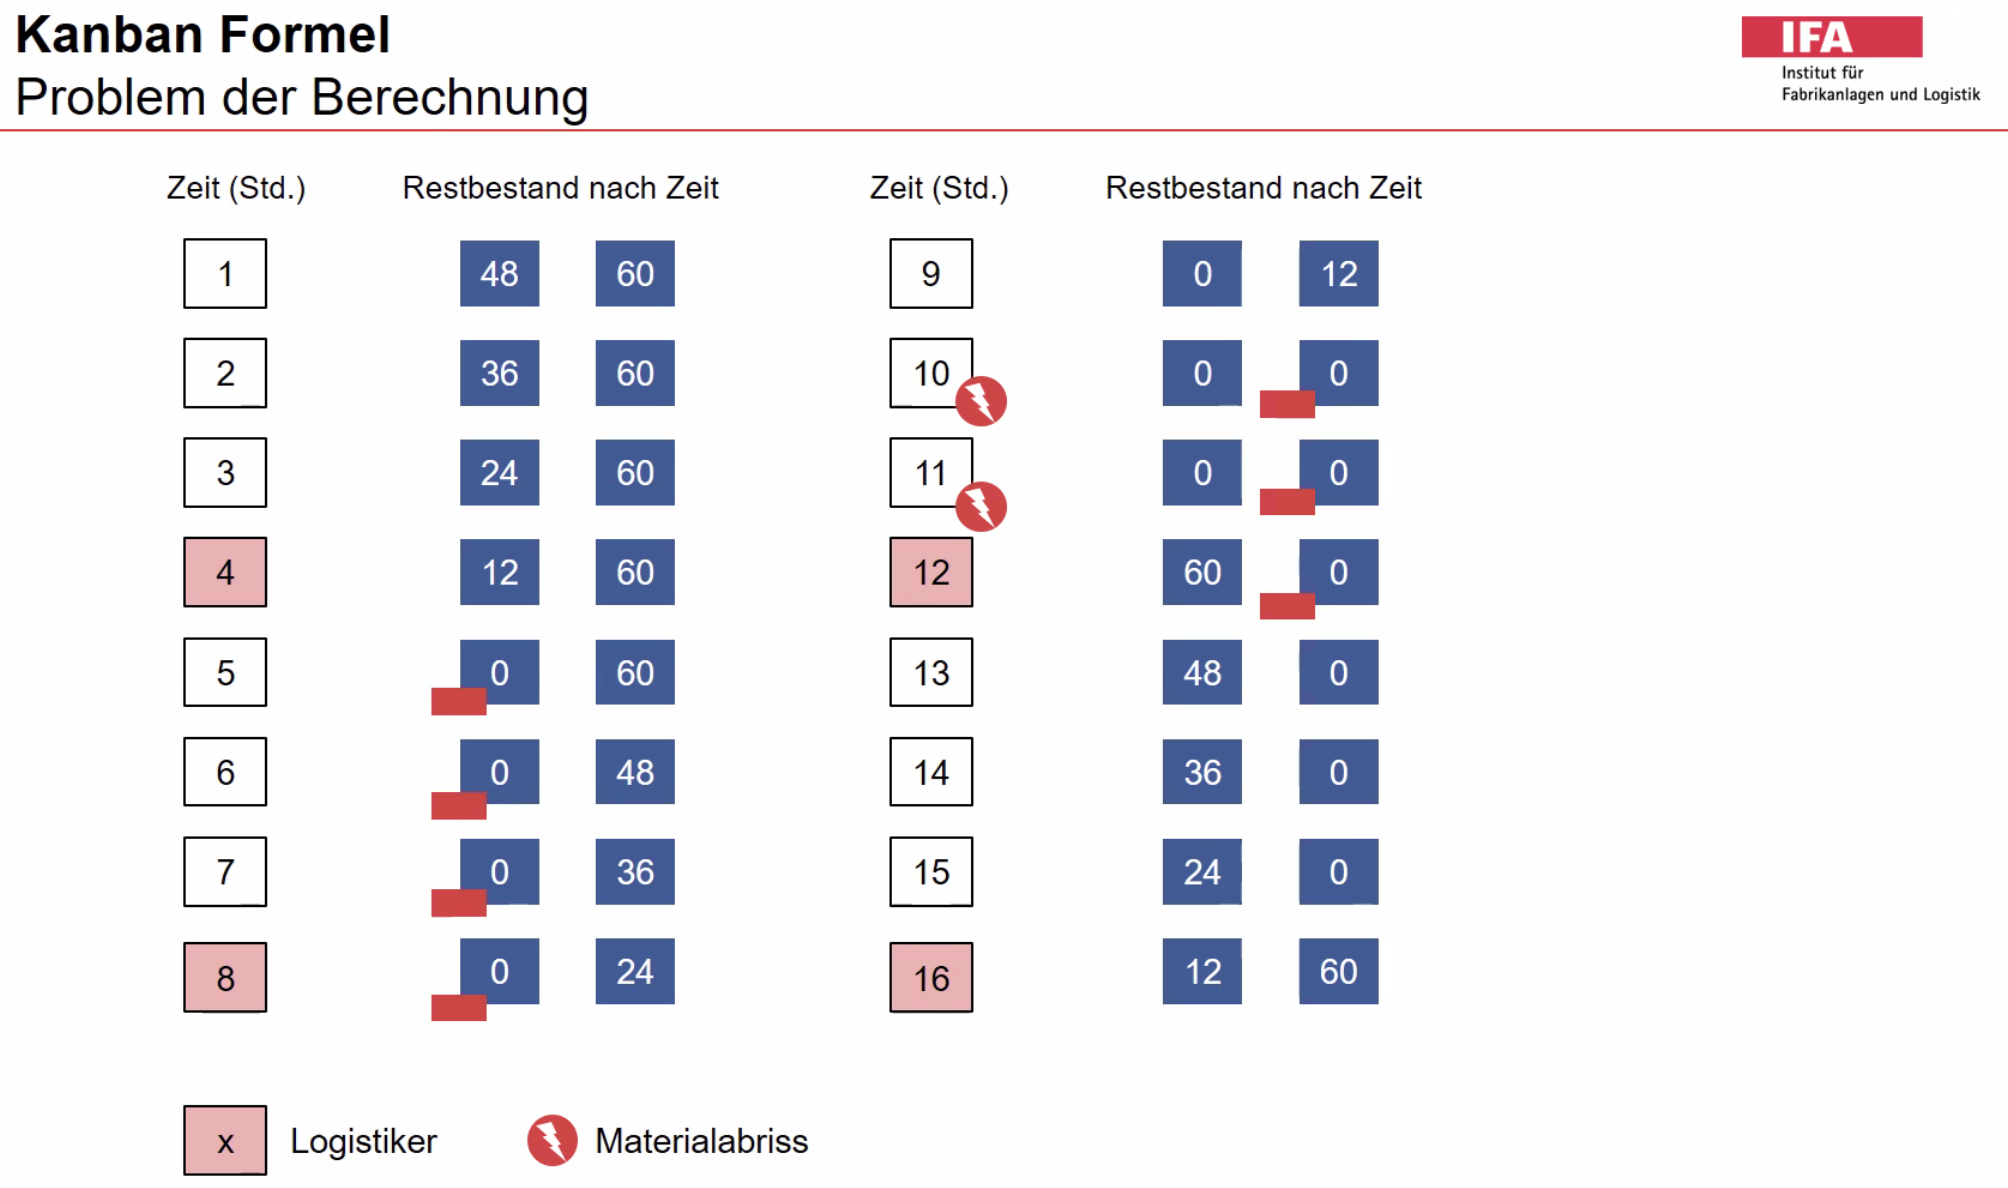 Kanban Formel
Problem der Berechnung
IFA
Institut für
Fabrikanlagen und Logistik
Zeit (Std.) Restbestand nach Zeit Zeit (Std.) Restbestand nach Zeit
1 48 60 9 0 12
2 36 60 10 0 0
3 24 60 11 0 0
4 12 60 12 60 0
5 0 60 13 48 0
6 0 48 14 36 0
7 0 36 15 24 0
8 0 24 16 12 60
x Logistiker Materialabriss